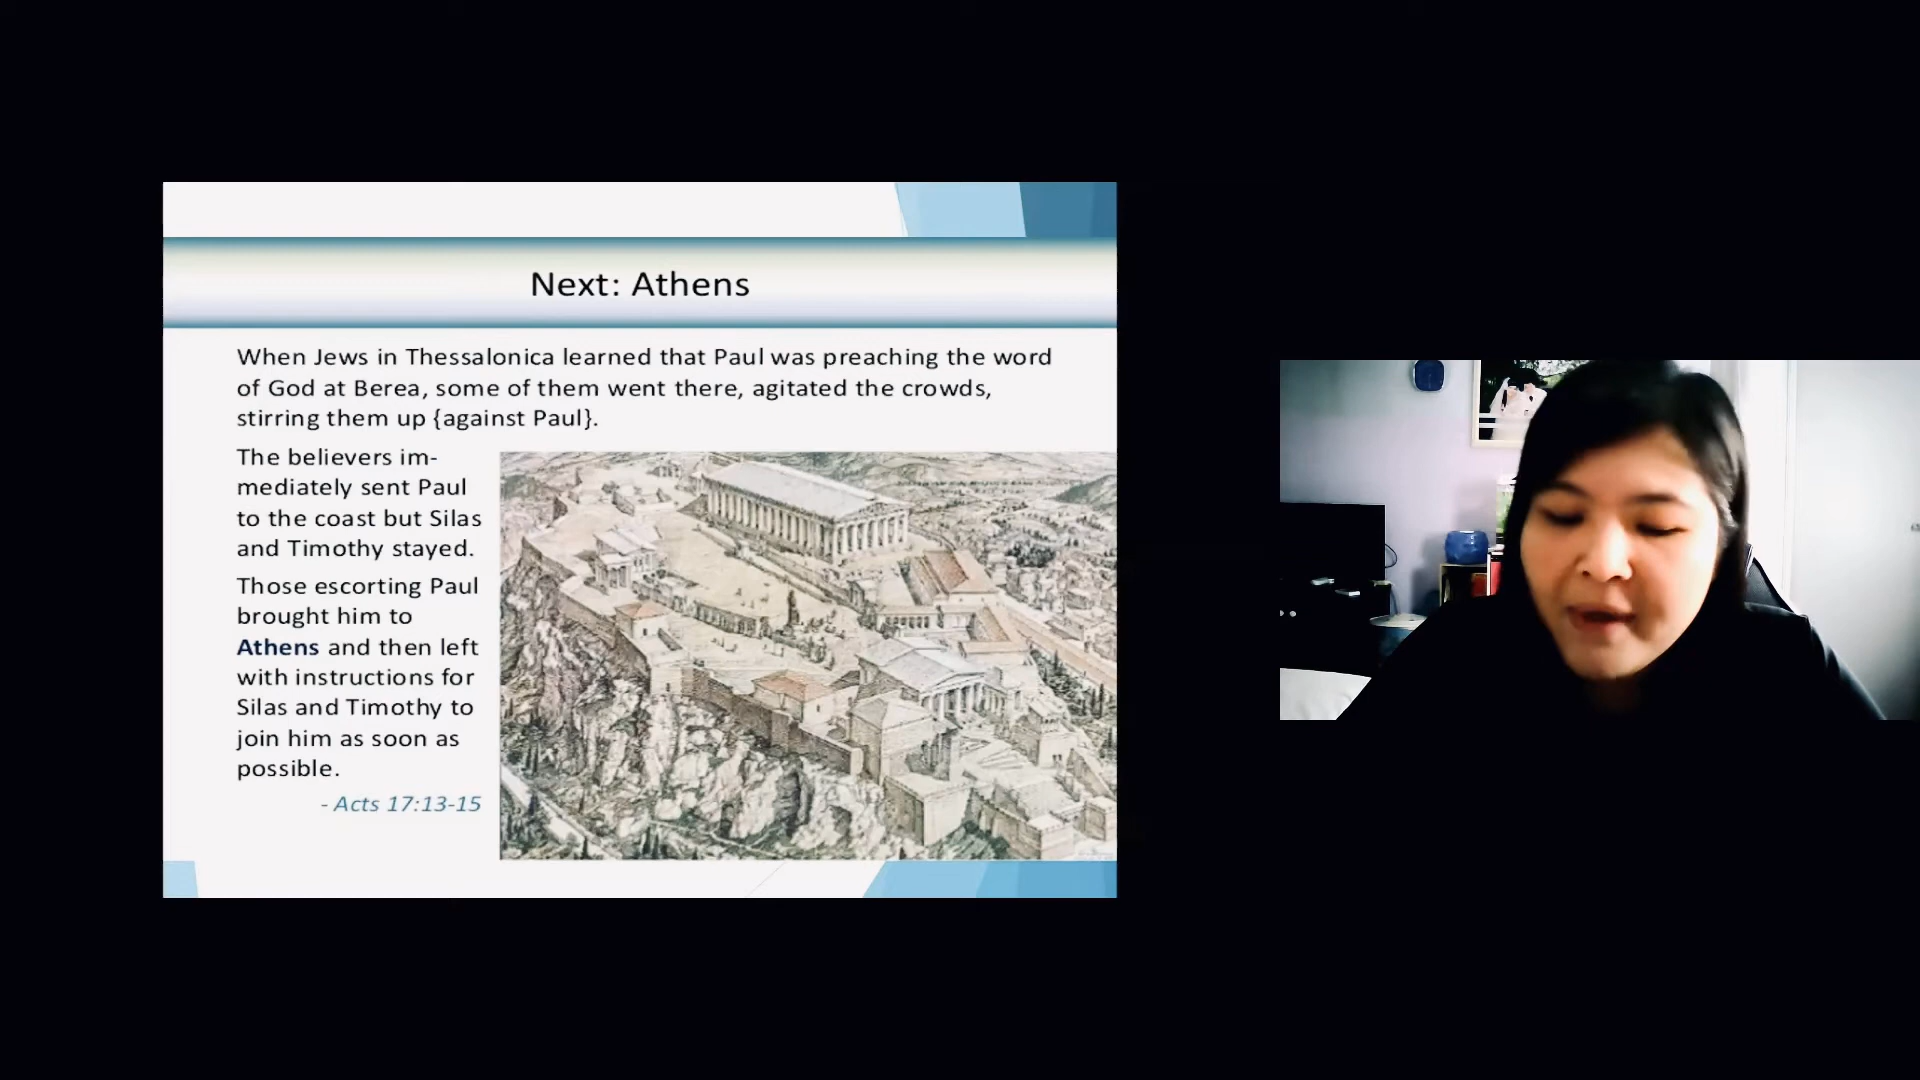 Next: Athens
When Jews in Thessalonica learned that Paul was preaching the word
of God at Berea, some of them went there, agitated the crowds,
stirring them up {against Paul}.
The believers im-
mediately sent Paul
to the coast but Silas
and Timothy stayed.
Those escorting Paul
brought him to
Athens and then left
with instructions for
Silas and Timothy to
join him as soon as
possible.
- Acts 17:13-15